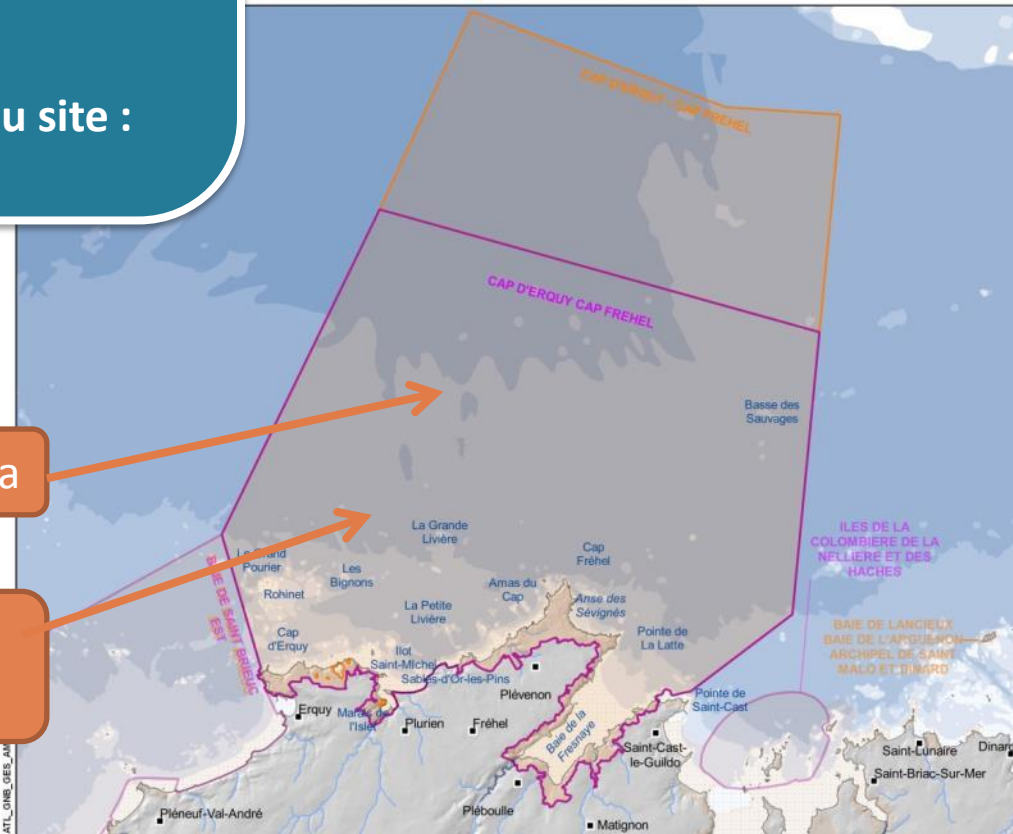 u site :
CAP D'ERQUY - CAP FREHEL
CAP D'ERQUY CAP FREHEL
Basse des
Sauvages
a
La Grande
Livière
Le Grand
Pourier
Les
Bignons
Cap
Fréhel
ILES DE LA
COLOMBIERE DE LA
NELLIERE ET DES
HACHES
BAIE DE SAINT BRIEUC
EST
Rohinet
Amas du
Cap
Anse des
Sévignés
La Petite
Livière
BAIE DE LANCIEUX
BAIE DE L'ARGUENON
ARCHIPEL DE SAINT
MALO ET DINARD
Cap
d'Erquy
Pointe de
La Latte
Ilot
Saint-Michel
Sables-d'Or-les-Pins
Plévenon
Pointe de
Saint-Cast
Erquy
Marais de
l'Islet
Plurien
Fréhel
Baie de la
Fresnaye
Saint-Cast-
le-Guildo
Saint-Lunaire
Dinard
Saint-Briac-Sur-Mer
Pléneuf-Val-André
Pléboulle
Matignon
ATL_GNB_GES_AM